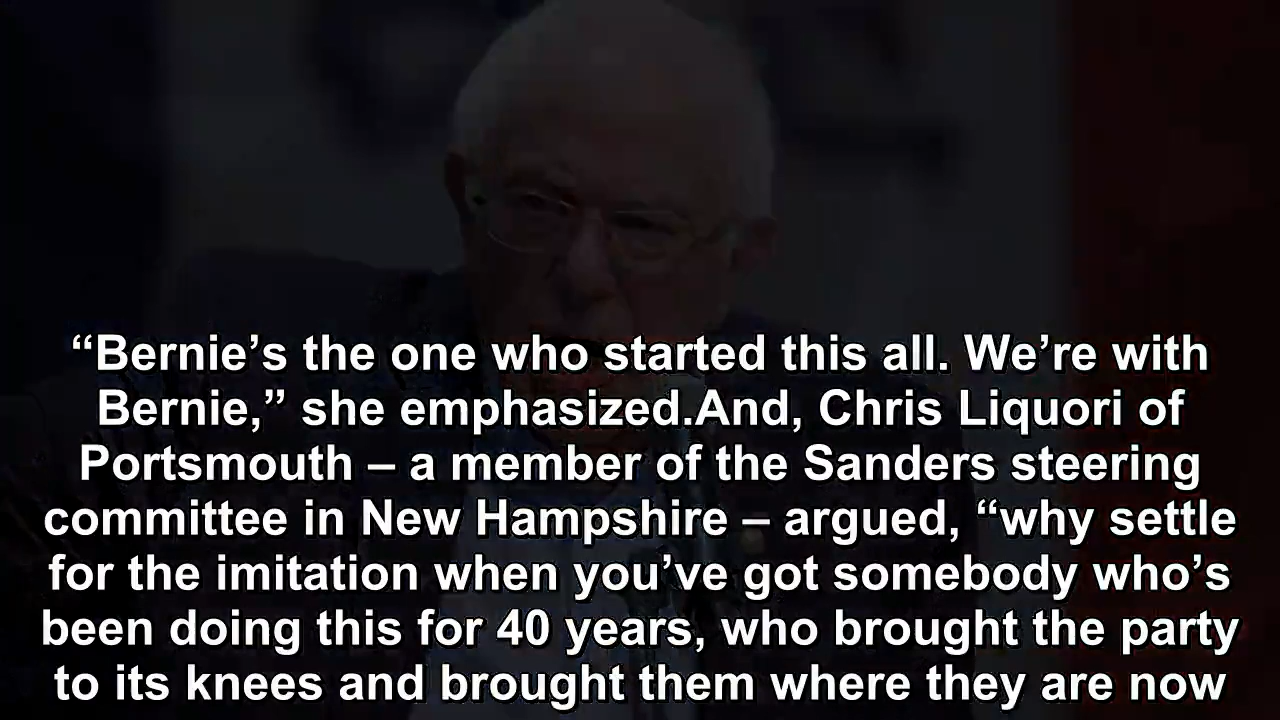 “Bernie’s the one who started this all. We’re with
Bernie,” she emphasized.And, Chris Liquori of
Portsmouth – a member of the Sanders steering
committee in New Hampshire – argued, “why settle
for the imitation when you’ve got somebody who’s
been doing this for 40 years, who brought the party
to its knees and brought them where they are now